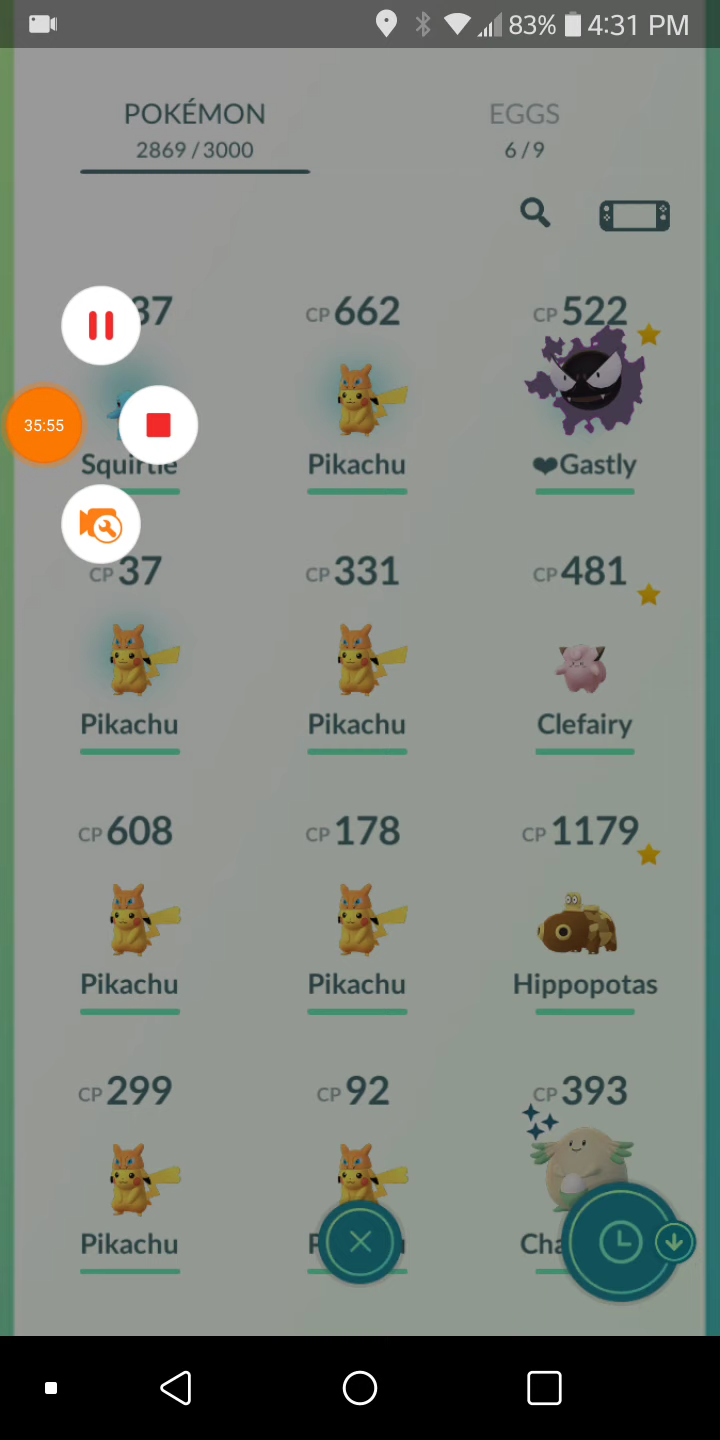 83% 4:31 PM
POKÉMON EGGS
2869 / 3000 6 / 9
37 CP 662 CP 522
35:55
Squirtle Pikachu ❤Gastly
CP 37 CP 331 CP 481
Pikachu Pikachu Clefairy
CP 608 CP 178 CP 1179
Pikachu Pikachu Hippopotas
CP 299 CP 92 CP 393
Pikachu